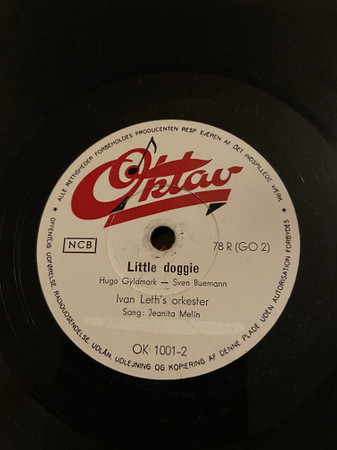 ALLE RETTIGHEDER FORBEHOLDES PRODUCENTEN RESP. EJEREN AF DET INDSPILLEDE VÆRK
Oktav
NCB
78 R (GO 2)
Little doggie
Hugo Gyldmark — Sven Buemann
Ivan Leth's orkester
Sang: Jeanita Melin
OK 1001-2
OFFENTLIG UDFØRELSE, RADIOUDSENDELSE, UDLÅN, UDLEJNING OG KOPIERING AF DENNE PLADE UDEN AUTORISATION FORBYDES